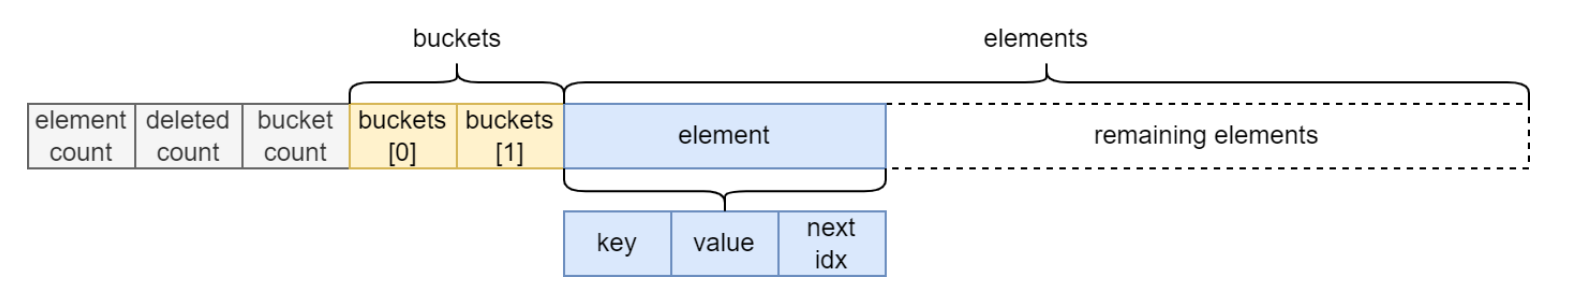 buckets
elements
element
count
deleted
count
bucket
count
buckets
[0]
buckets
[1]
element
remaining elements
key
value
next
idx